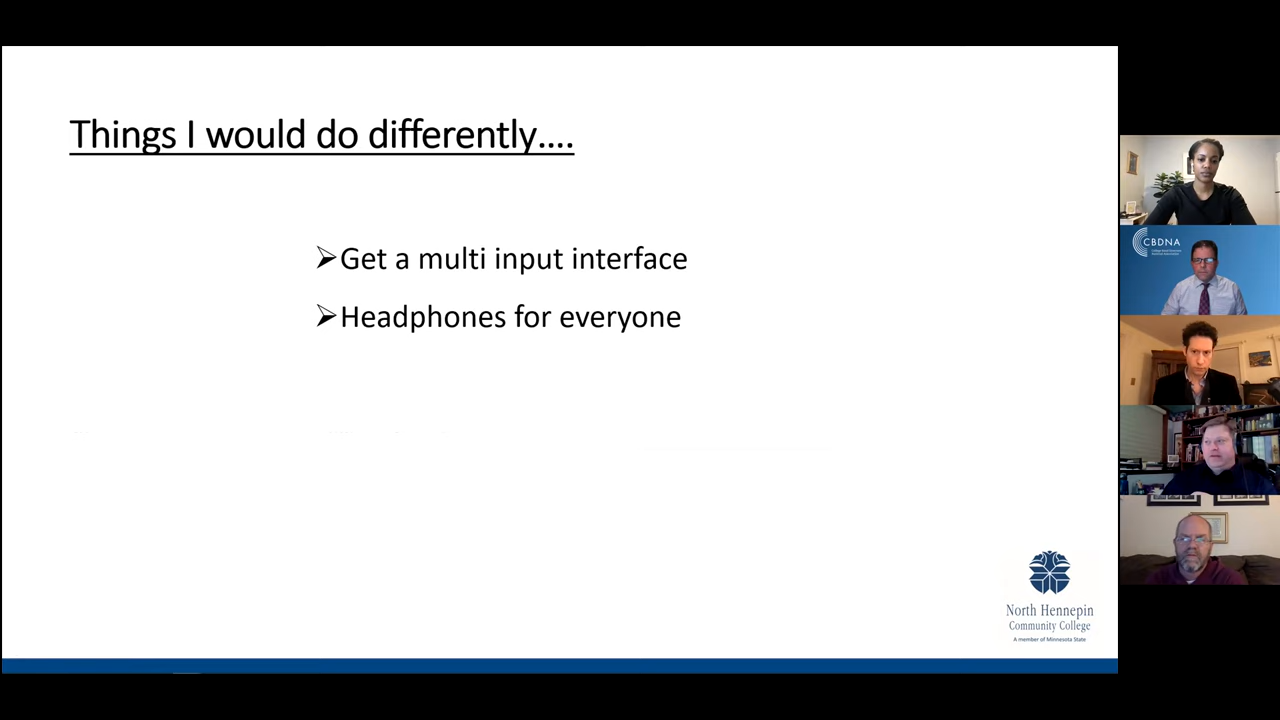 Things I would do differently....
Get a multi input interface
Headphones for everyone
CBDNA
North Hennepin
Community College
A member of Minnesota State